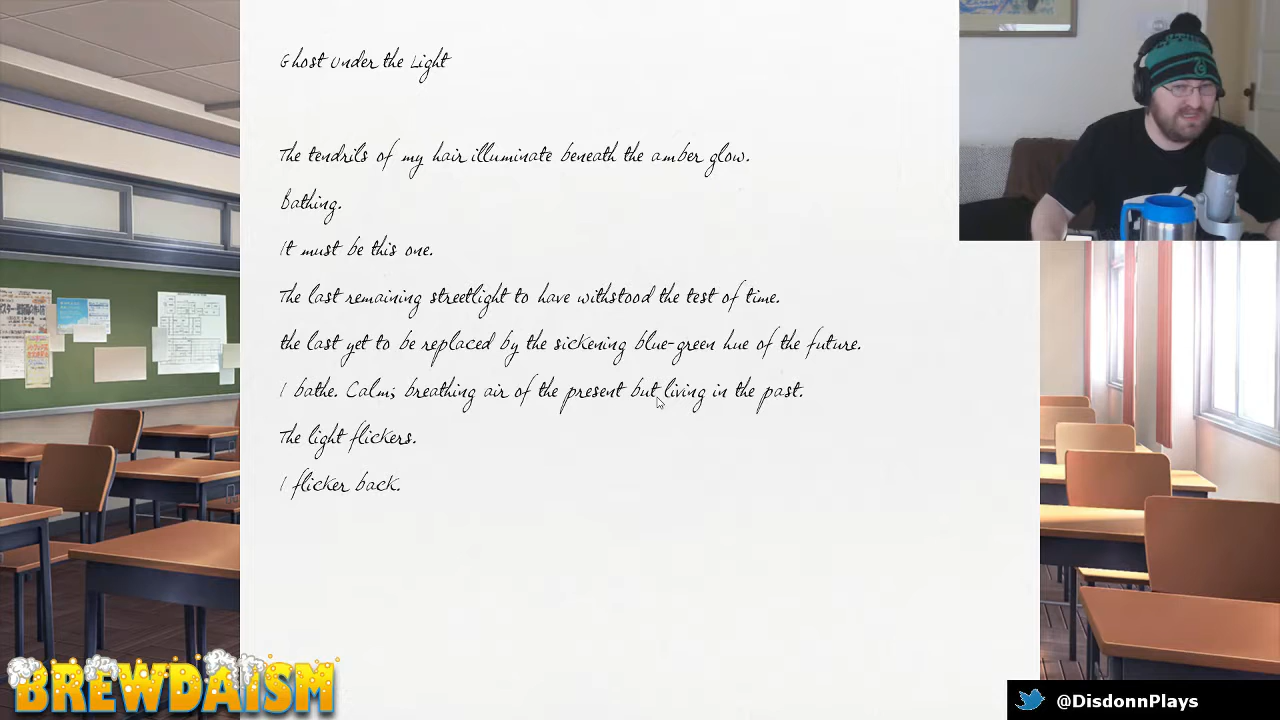 Ghost Under the Light
The tendrils of my hair illuminate beneath the amber glow.
Bathing.
It must be this one.
The last remaining streetlight to have withstood the test of time.
the last yet to be replaced by the sickening blue-green hue of the future.
I bathe. Calm; breathing air of the present but living in the past.
The light flickers.
I flicker back.
BREWDAISM
@DisdonnPlays